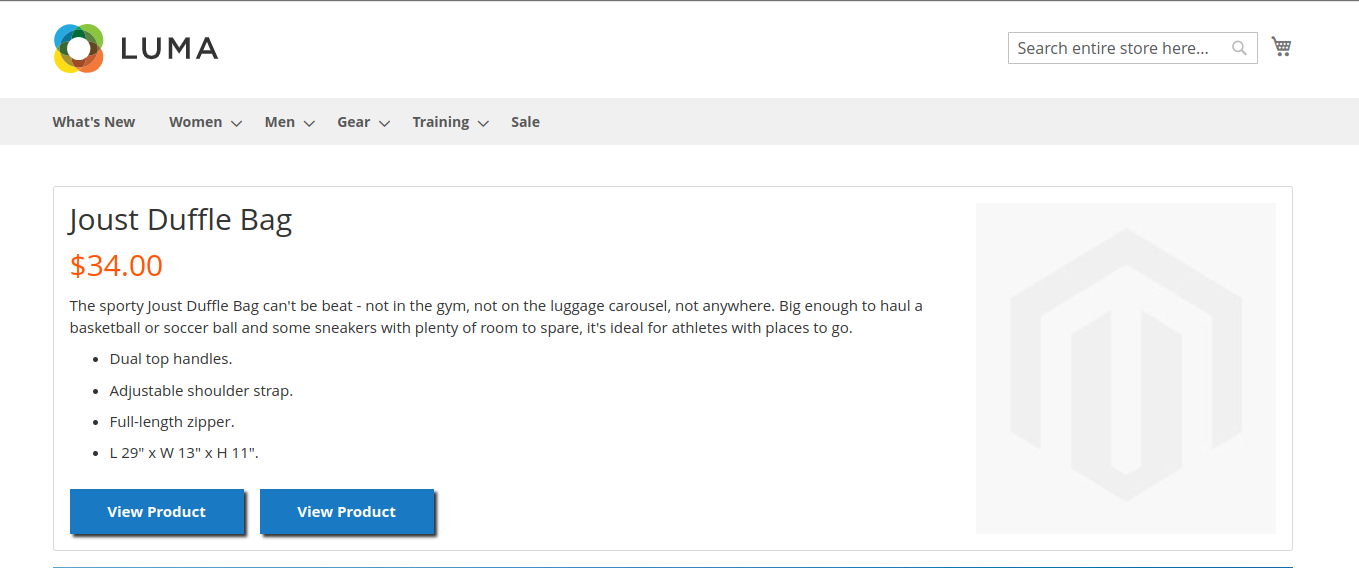 LUMA
Search entire store here...
What's New Women Men Gear Training Sale
Joust Duffle Bag
$34.00
The sporty Joust Duffle Bag can't be beat - not in the gym, not on the luggage carousel, not anywhere. Big enough to haul a
basketball or soccer ball and some sneakers with plenty of room to spare, it's ideal for athletes with places to go.
• Dual top handles.
• Adjustable shoulder strap.
• Full-length zipper.
• L 29" x W 13" x H 11".
View Product View Product